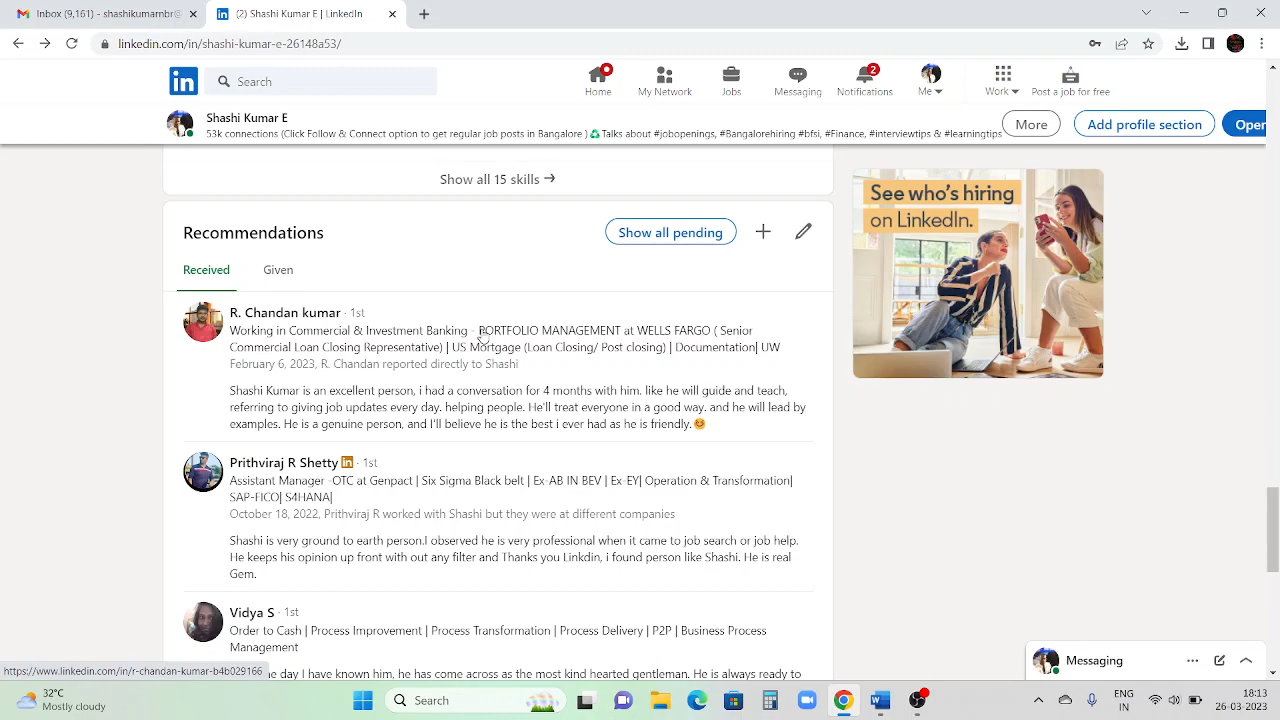 Inbox (9,161) - shashikumarbr@
(2) Shashi Kumar E | LinkedIn
linkedin.com/in/shashi-kumar-e-26148a53/
in
Search
Home
My Network
Jobs
Messaging
2
Notifications
Me
Work
Post a job for free
Shashi Kumar E
53k connections (Click Follow & Connect option to get regular job posts in Bangalore ) Talks about #jobopenings, #Bangalorehiring #bfsi, #Finance, #interviewtips & #learningtips
More
Add profile section
Open
Show all 15 skills →
See who's hiring
on LinkedIn.
Recommendations
Show all pending
Received
Given
R. Chandan kumar · 1st
Working in Commercial & Investment Banking - PORTFOLIO MANAGEMENT at WELLS FARGO ( Senior
Commercial Loan Closing Representative) | US Mortgage (Loan Closing/ Post closing) | Documentation| UW
February 6, 2023, R. Chandan reported directly to Shashi
Shashi Kumar is an excellent person, i had a conversation for 4 months with him. like he will guide and teach,
referring to giving job updates every day. helping people. He'll treat everyone in a good way. and he will lead by
examples. He is a genuine person, and I'll believe he is the best i ever had as he is friendly.😊
Prithviraj R Shetty in · 1st
Assistant Manager -OTC at Genpact | Six Sigma Black belt | Ex-AB IN BEV | Ex-EY| Operation & Transformation|
SAP-FICO| S4HANA|
October 18, 2022, Prithviraj R worked with Shashi but they were at different companies
Shashi is very ground to earth person.I observed he is very professional when it came to job search or job help.
He keeps his opinion up front with out any filter and Thanks you Linkdin, i found person like Shashi. He is real
Gem.
Vidya S · 1st
Order to Cash | Process Improvement | Process Transformation | Process Delivery | P2P | Business Process
Management
e day I have known him, he has come across as the most kind hearted gentleman. He is always ready to
https://www.linkedin.com/in/r-chandan-kumar-b4b029166
Messaging
32°C
Mostly cloudy
Search
ENG
IN
18:13
26-03-2023